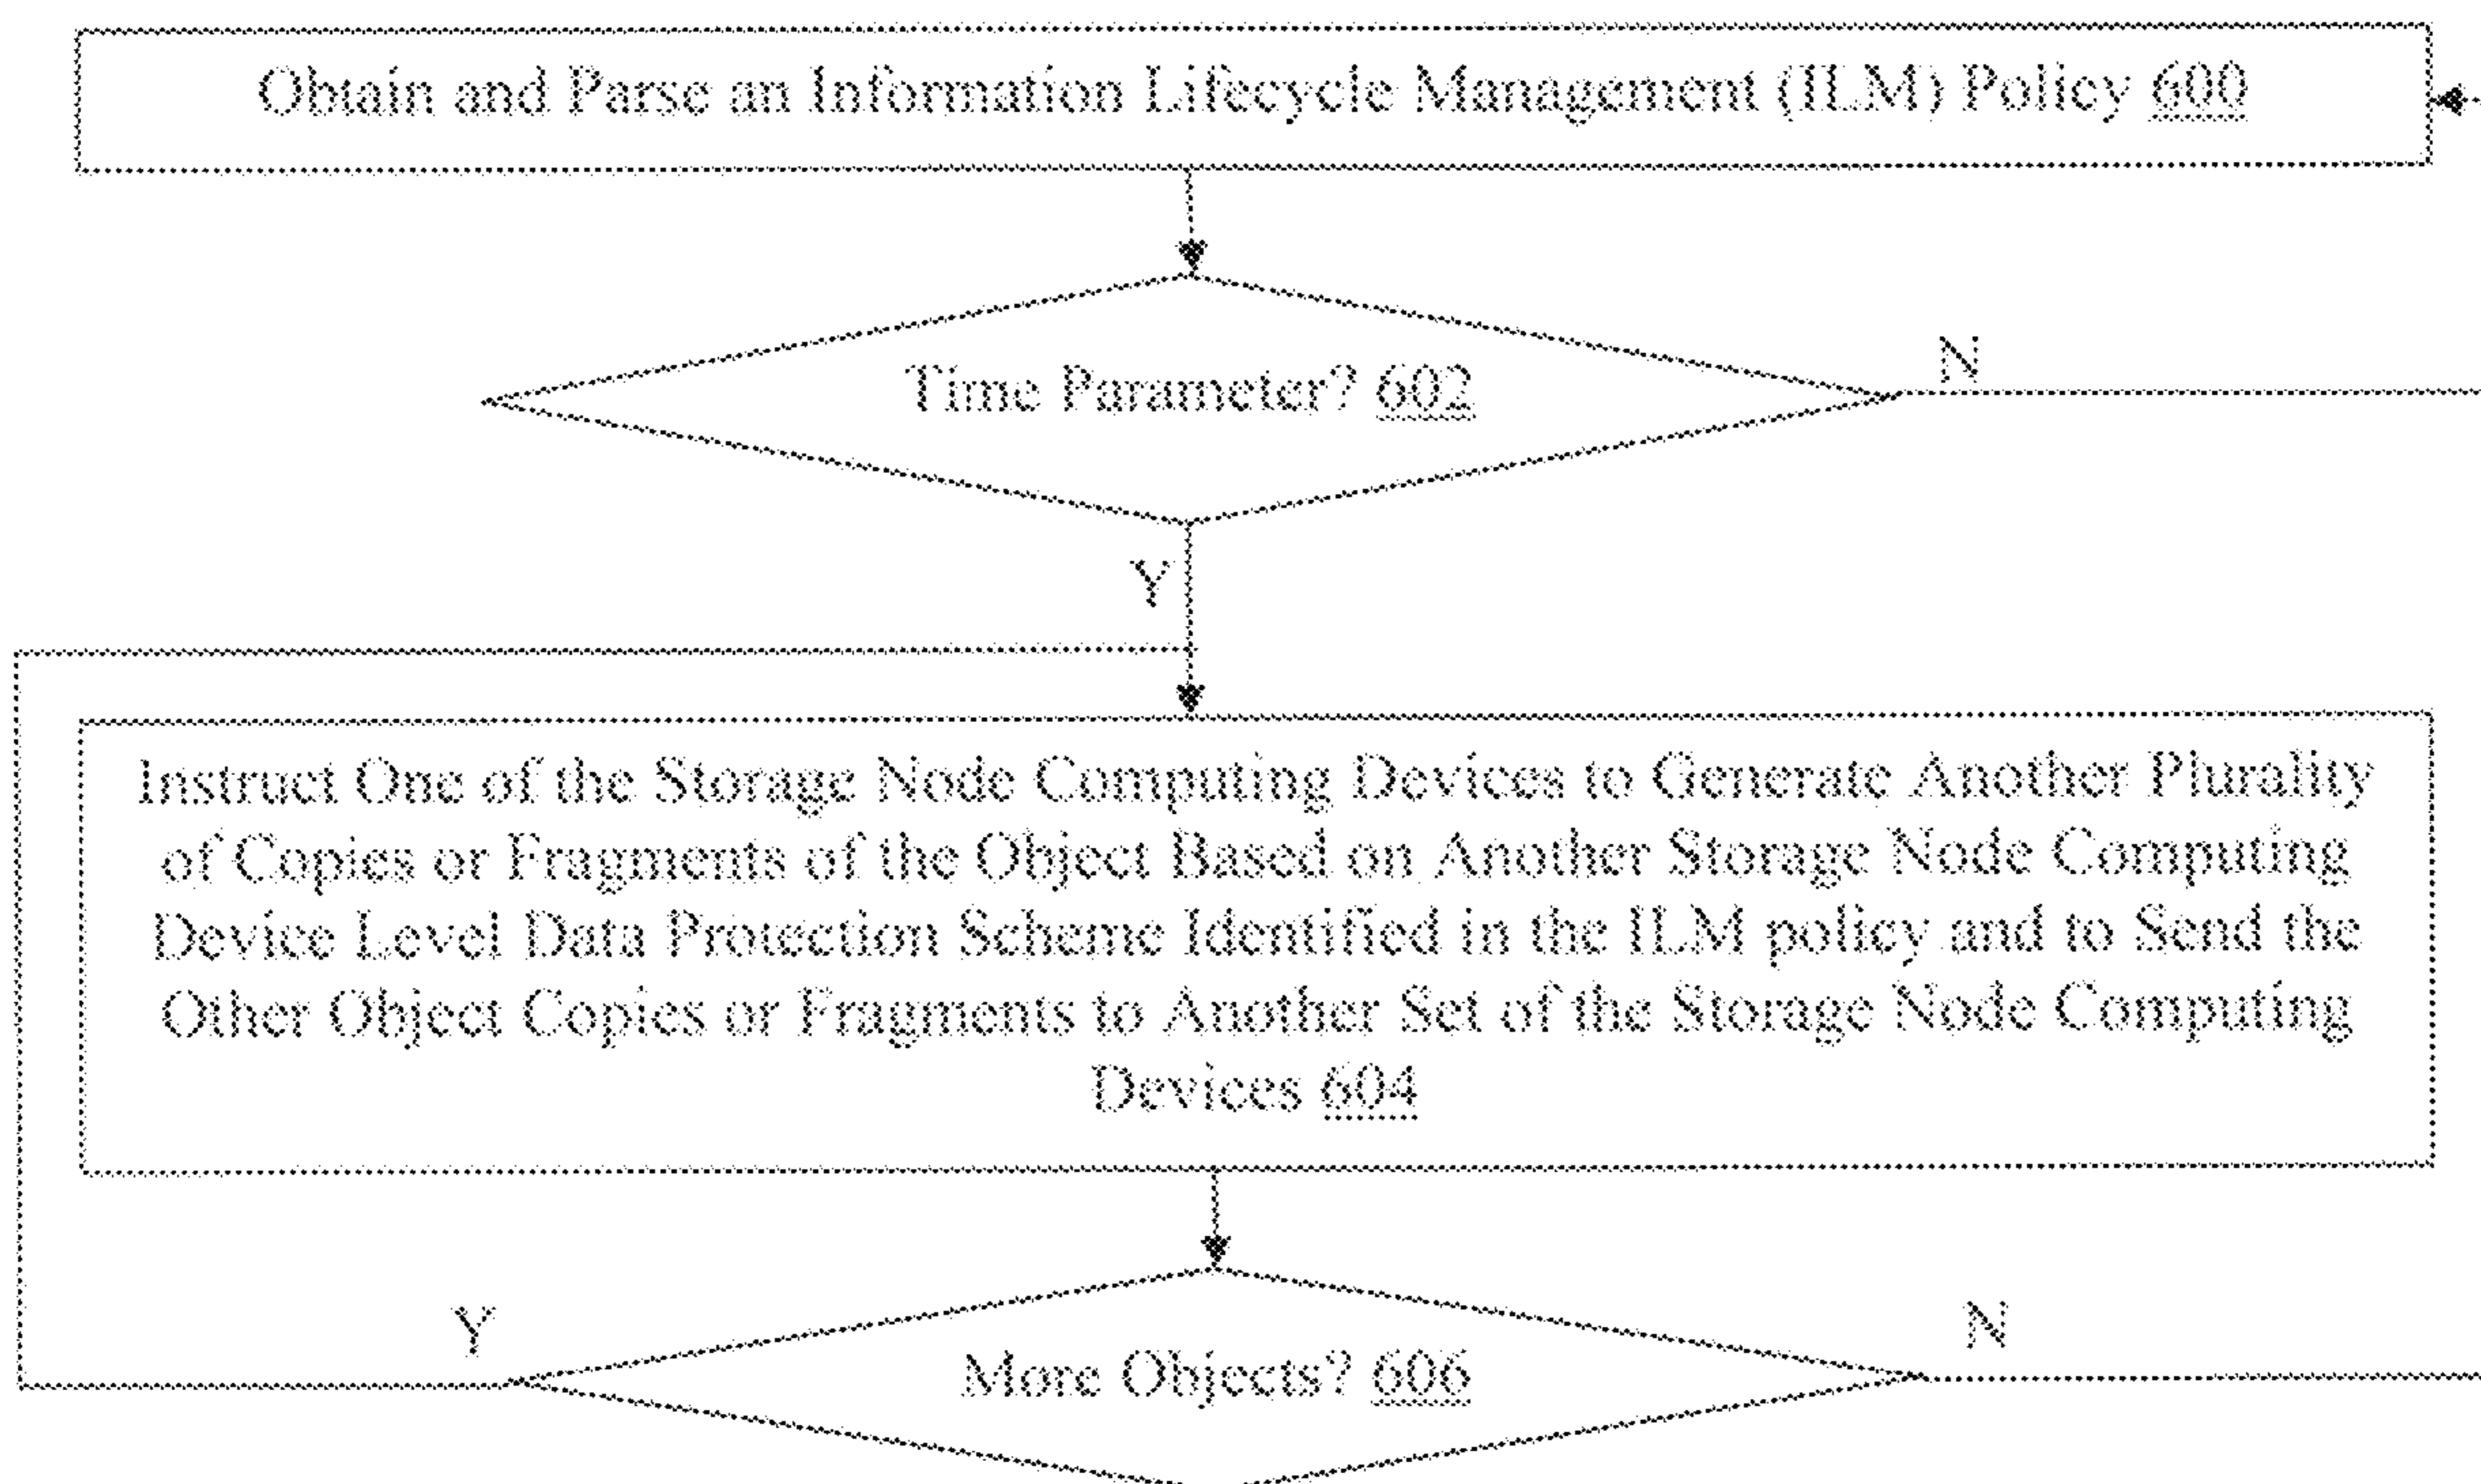 Obtain and Parse an Information Lifecycle Management (ILM) Policy 600
Time Parameter? 602
N
Y
Instruct One of the Storage Node Computing Devices to Generate Another Plurality
of Copies or Fragments of the Object Based on Another Storage Node Computing
Device Level Data Protection Scheme Identified in the ILM policy and to Send the
Other Object Copies or Fragments to Another Set of the Storage Node Computing
Devices 604
Y
N
More Objects? 606